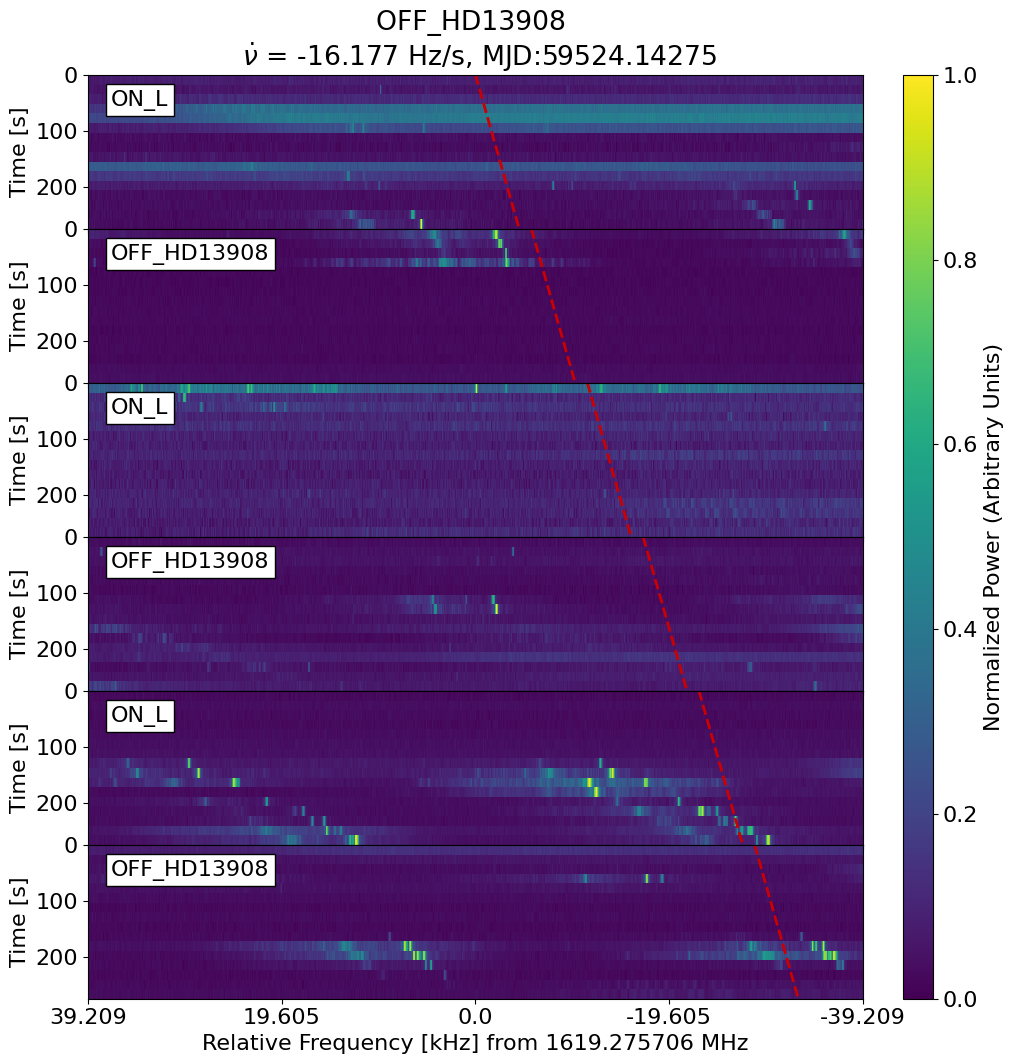 OFF_HD13908
ν̇ = -16.177 Hz/s, MJD:59524.14275
ON_L
OFF_HD13908
ON_L
OFF_HD13908
ON_L
OFF_HD13908
Time [s]
0
100
200
Time [s]
0
100
200
Time [s]
0
100
200
Time [s]
0
100
200
Time [s]
0
100
200
Time [s]
0
100
200
39.209
19.605
0.0
-19.605
-39.209
Relative Frequency [kHz] from 1619.275706 MHz
1.0
0.8
0.6
0.4
0.2
0.0
Normalized Power (Arbitrary Units)